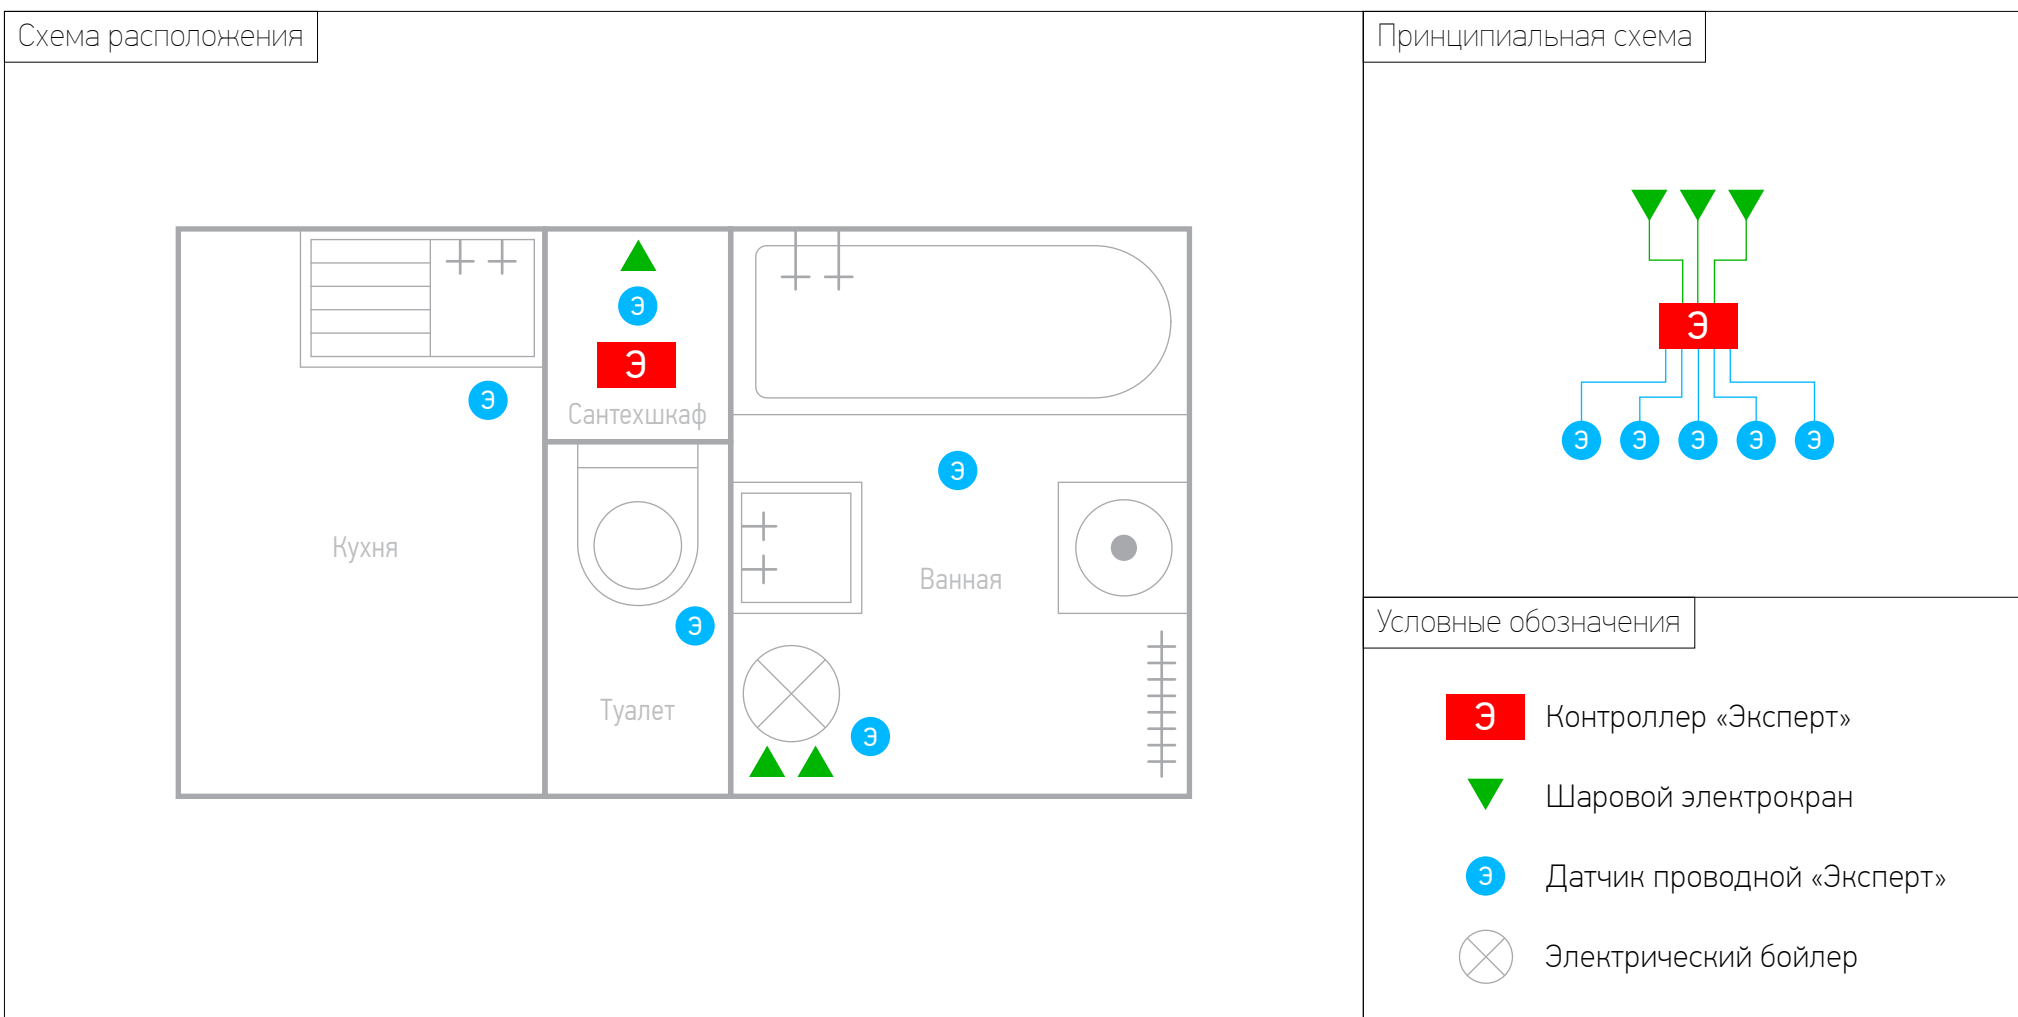 Схема расположения
Э
Э
Э
Сантехшкаф
Э
Кухня
Ванная
Э
Туалет
Э
Принципиальная схема
Э
Э Э Э Э Э
Условные обозначения
Э Контроллер «Эксперт»
Шаровой электрокран
Э Датчик проводной «Эксперт»
Электрический бойлер